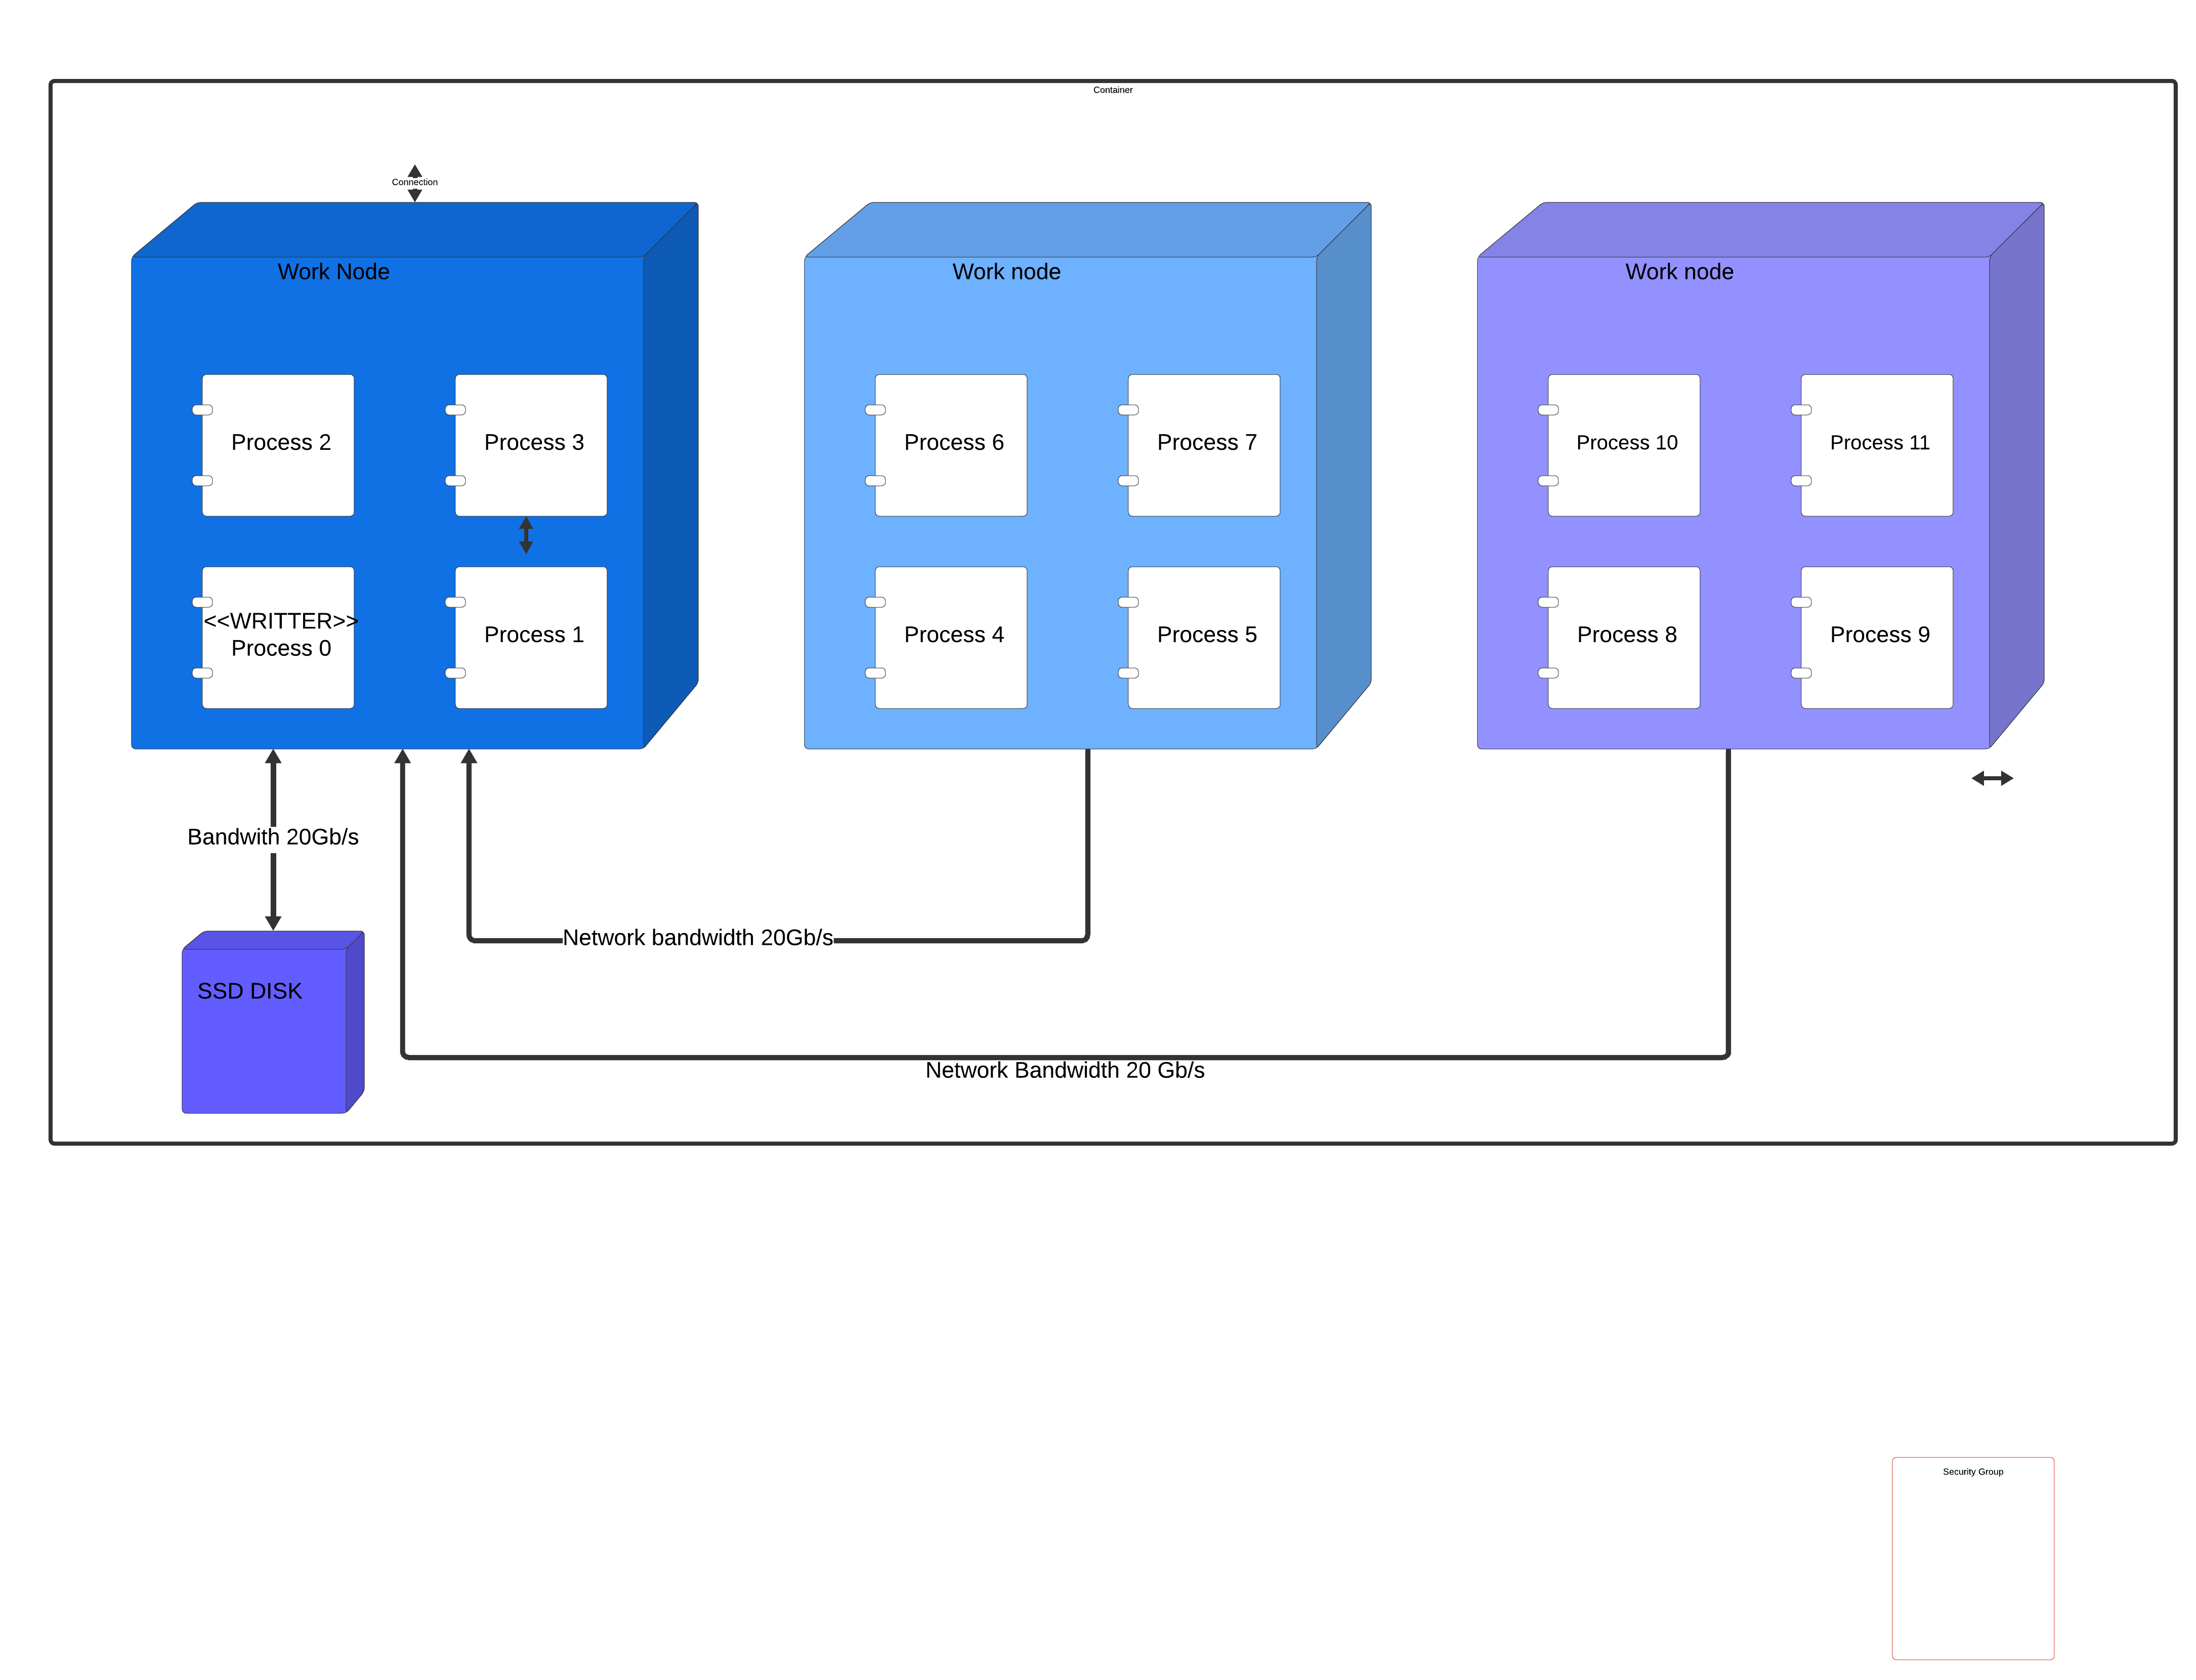 Container
Connection
Work Node
Work node
Work node
Process 2
Process 3
Process 6
Process 7
Process 10
Process 11
<<WRITTER>>
Process 0
Process 1
Process 4
Process 5
Process 8
Process 9
Bandwith 20Gb/s
Network bandwidth 20Gb/s
SSD DISK
Network Bandwidth 20 Gb/s
Security Group